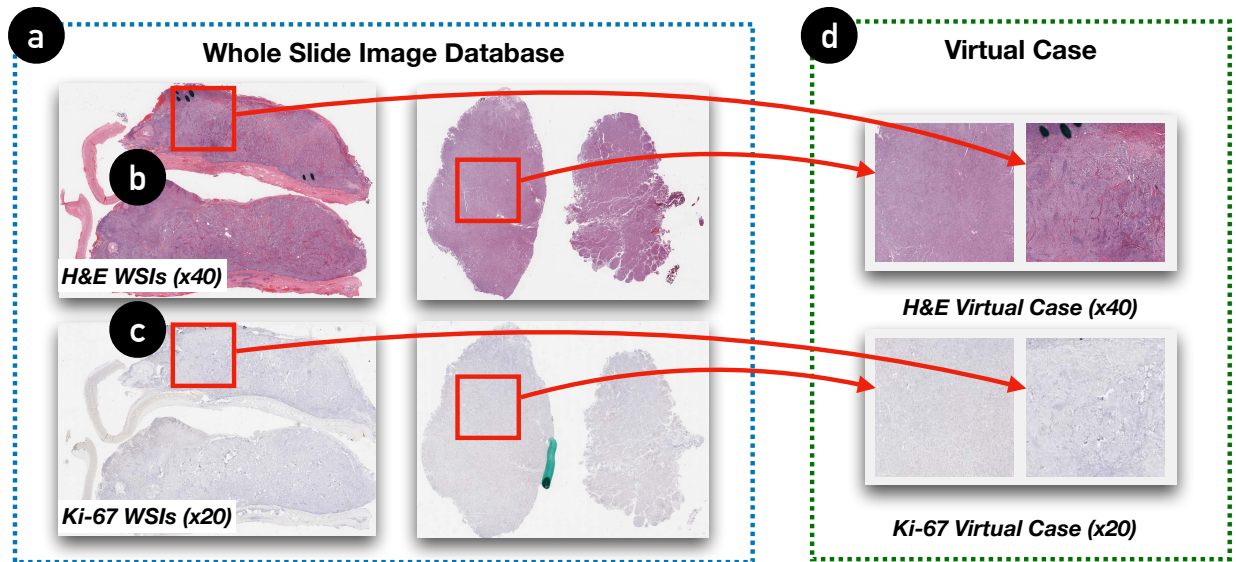 a
Whole Slide Image Database
b
H&E WSIs (x40)
c
Ki-67 WSIs (x20)
d
Virtual Case
H&E Virtual Case (x40)
Ki-67 Virtual Case (x20)